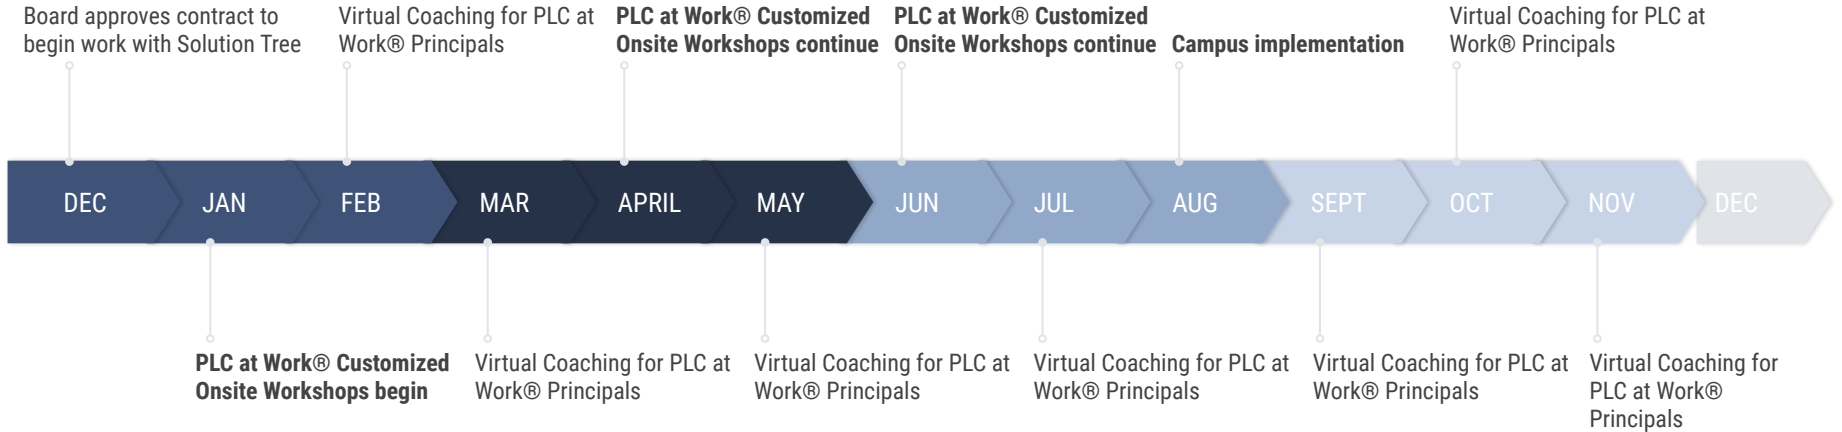 Board approves contract to
begin work with Solution Tree
Virtual Coaching for PLC at
Work® Principals
PLC at Work® Customized
Onsite Workshops continue
PLC at Work® Customized
Onsite Workshops continue
Campus implementation
Virtual Coaching for PLC at
Work® Principals
DEC
JAN
FEB
MAR
APRIL
MAY
JUN
JUL
AUG
SEPT
OCT
NOV
DEC
PLC at Work® Customized
Onsite Workshops begin
Virtual Coaching for PLC at
Work® Principals
Virtual Coaching for PLC at
Work® Principals
Virtual Coaching for PLC at
Work® Principals
Virtual Coaching for PLC at
Work® Principals
Virtual Coaching for
PLC at Work®
Principals